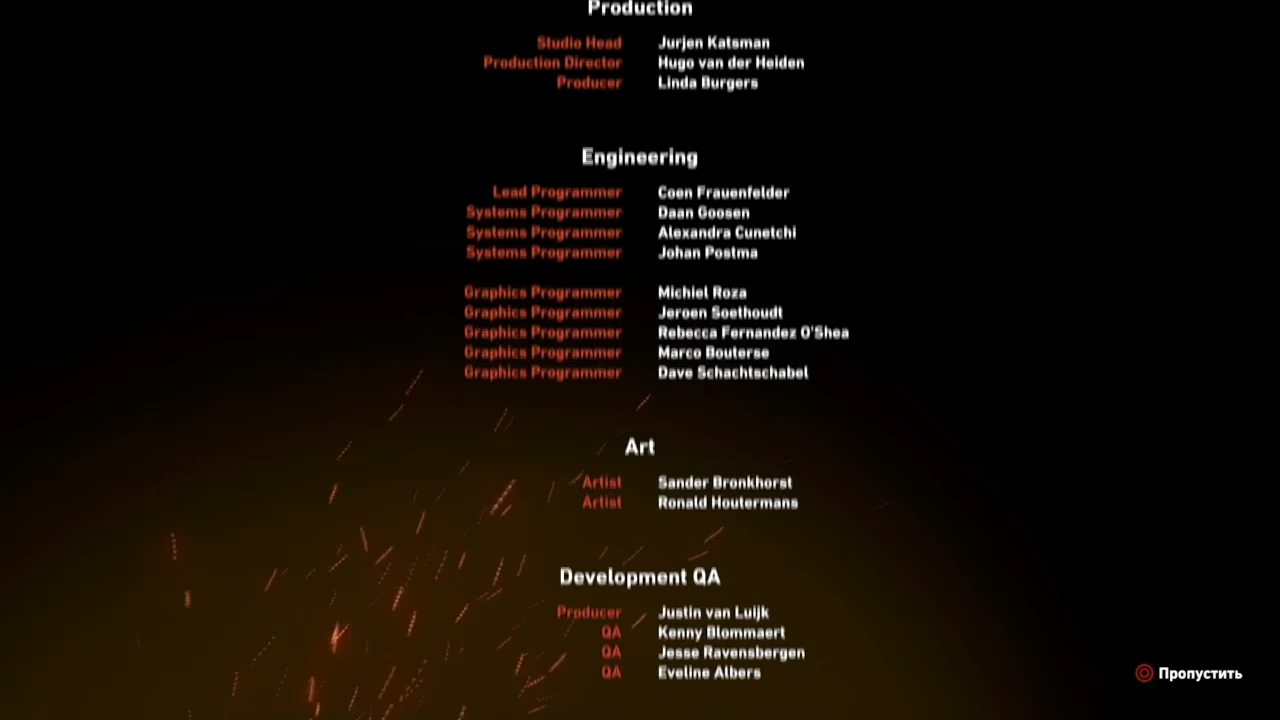 Production
Studio Head Jurjen Katsman
Production Director Hugo van der Heiden
Producer Linda Burgers
Engineering
Lead Programmer Coen Frauenfelder
Systems Programmer Daan Goosen
Systems Programmer Alexandra Cunetchi
Systems Programmer Johan Postma
Graphics Programmer Michiel Roza
Graphics Programmer Jeroen Soethoudt
Graphics Programmer Rebecca Fernandez O'Shea
Graphics Programmer Marco Bouterse
Graphics Programmer Dave Schachtschabel
Art
Artist Sander Bronkhorst
Artist Ronald Houtermans
Development QA
Producer Justin van Luijk
QA Kenny Blommaert
QA Jesse Ravensbergen
QA Eveline Albers
Пропустить